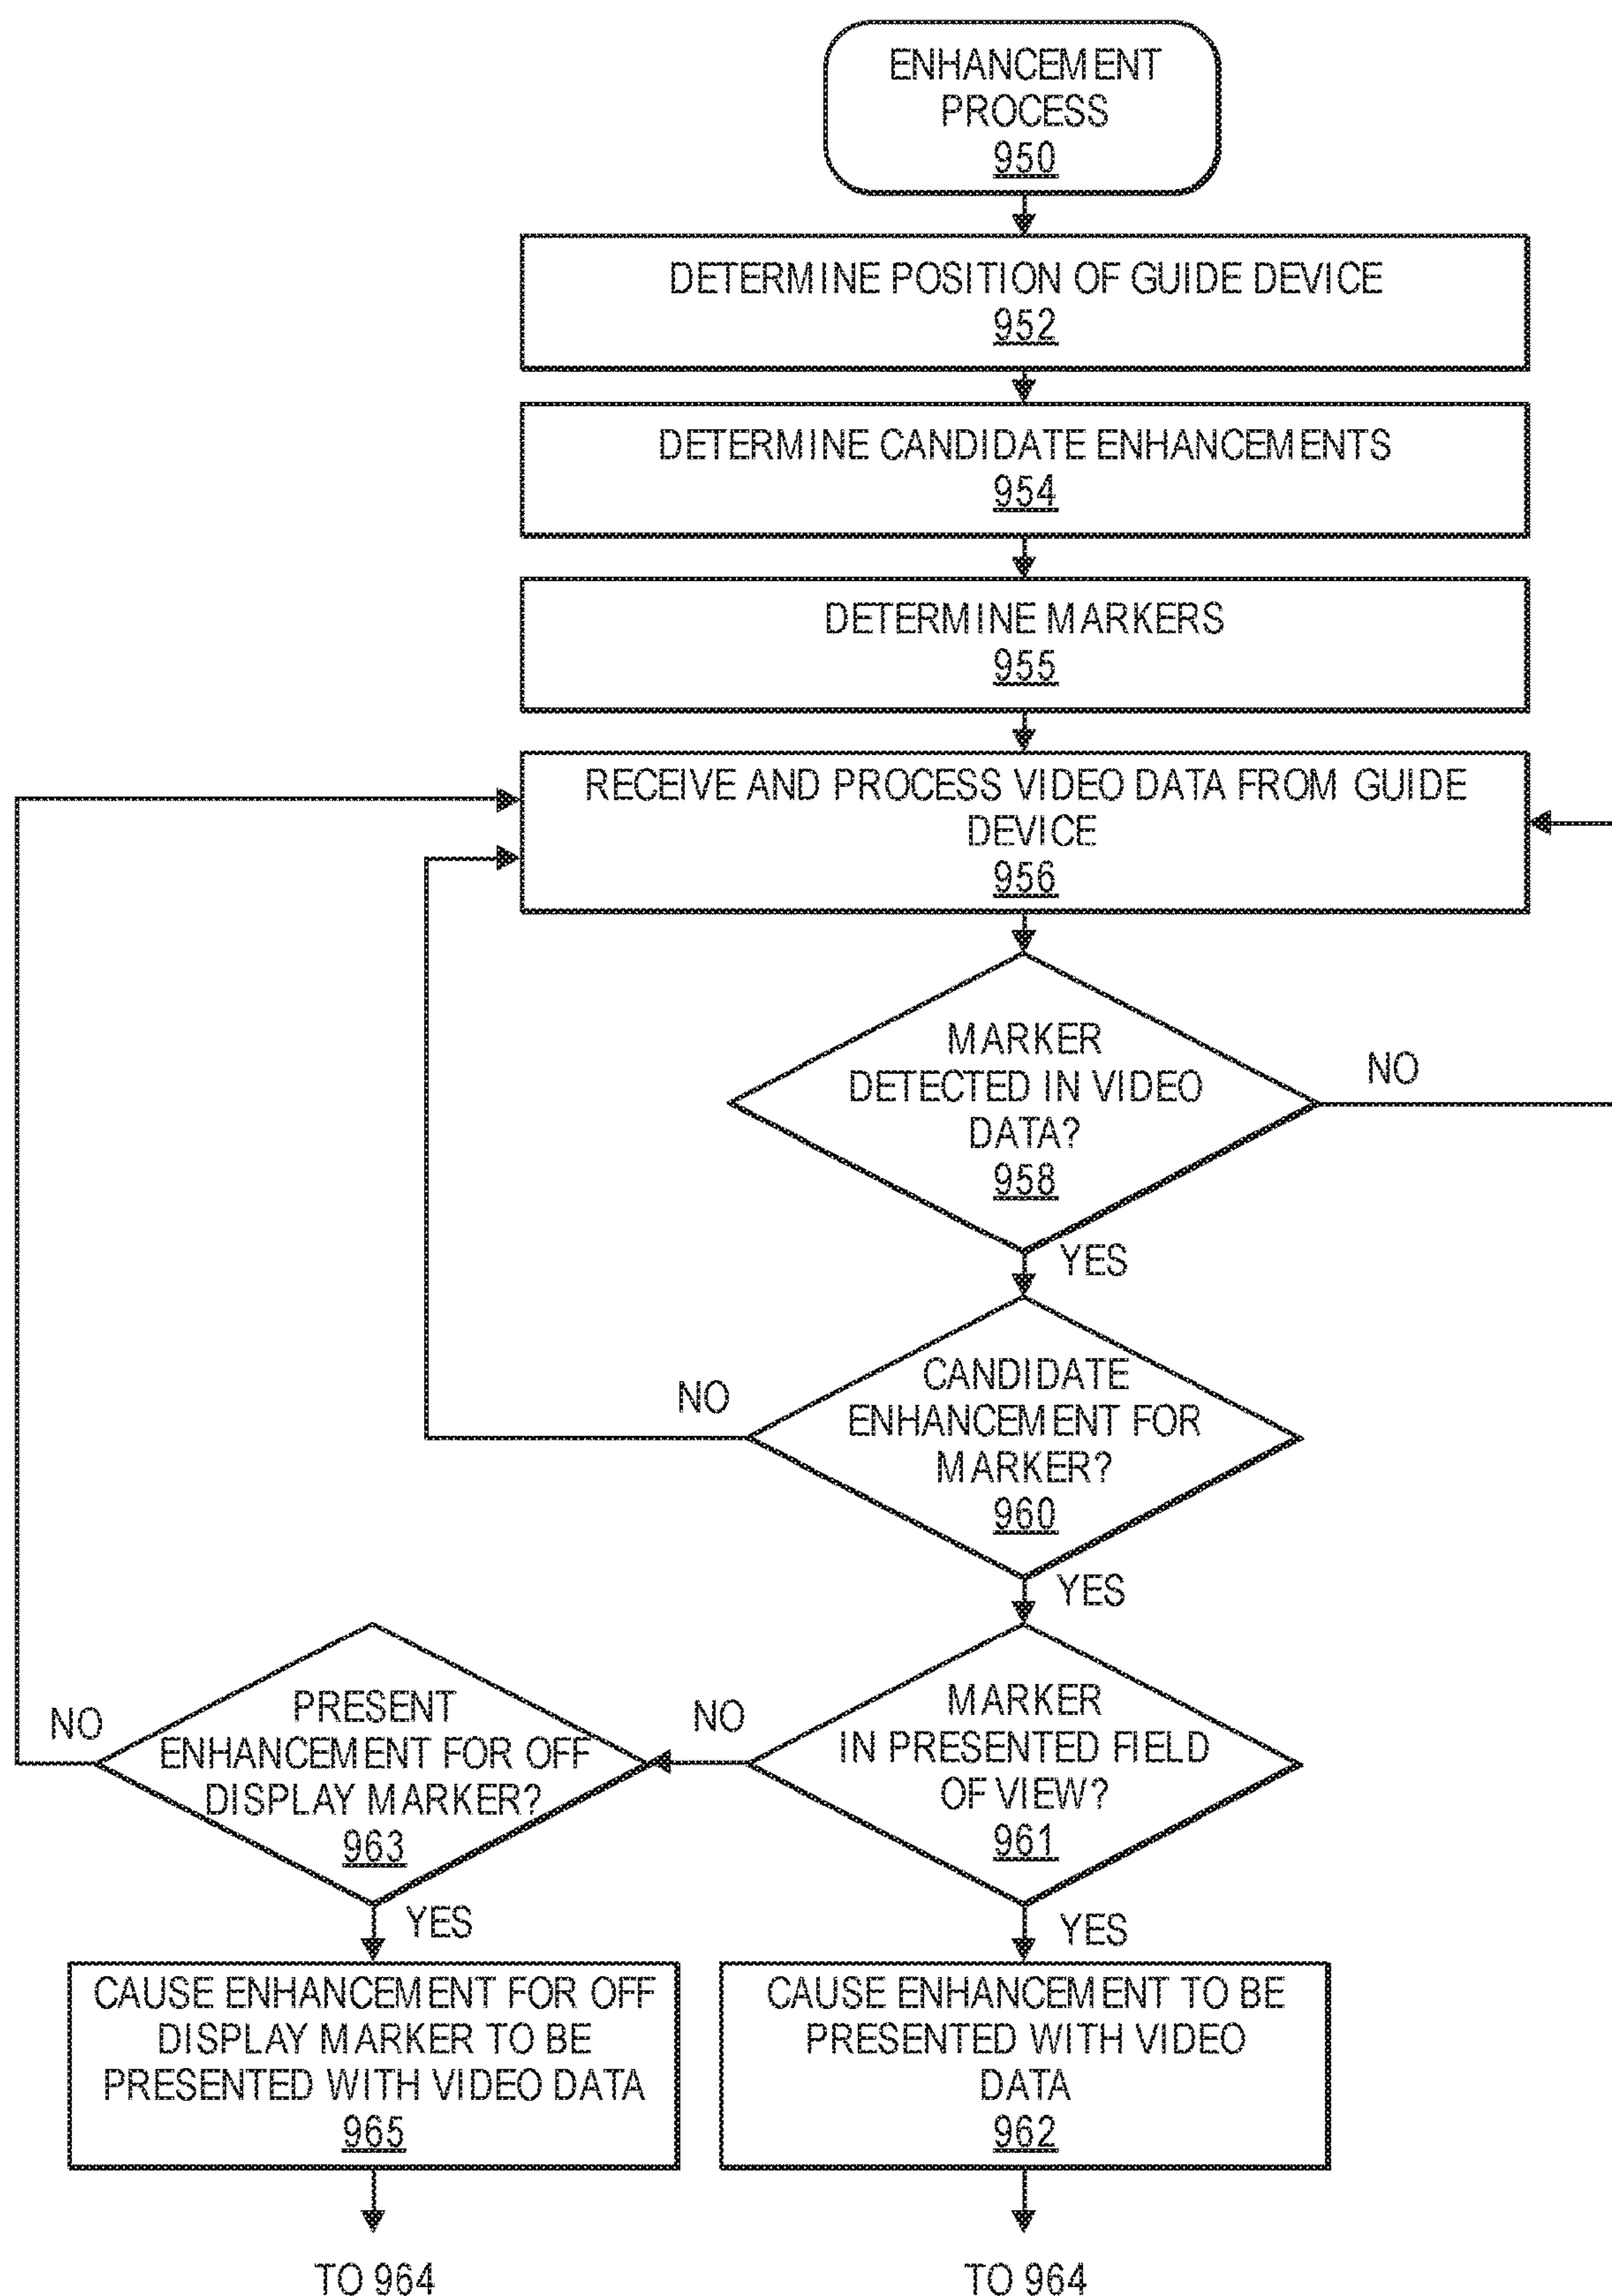 ENHANCEMENT
PROCESS
950
DETERMINE POSITION OF GUIDE DEVICE
952
DETERMINE CANDIDATE ENHANCEMENTS
954
DETERMINE MARKERS
955
RECEIVE AND PROCESS VIDEO DATA FROM GUIDE
DEVICE
956
MARKER
DETECTED IN VIDEO
DATA?
958
NO
YES
CANDIDATE
ENHANCEMENT FOR
MARKER?
960
NO
YES
MARKER
IN PRESENTED FIELD
OF VIEW?
961
NO
YES
PRESENT
ENHANCEMENT FOR OFF
DISPLAY MARKER?
963
NO
YES
CAUSE ENHANCEMENT FOR OFF
DISPLAY MARKER TO BE
PRESENTED WITH VIDEO DATA
965
CAUSE ENHANCEMENT TO BE
PRESENTED WITH VIDEO
DATA
962
TO 964
TO 964